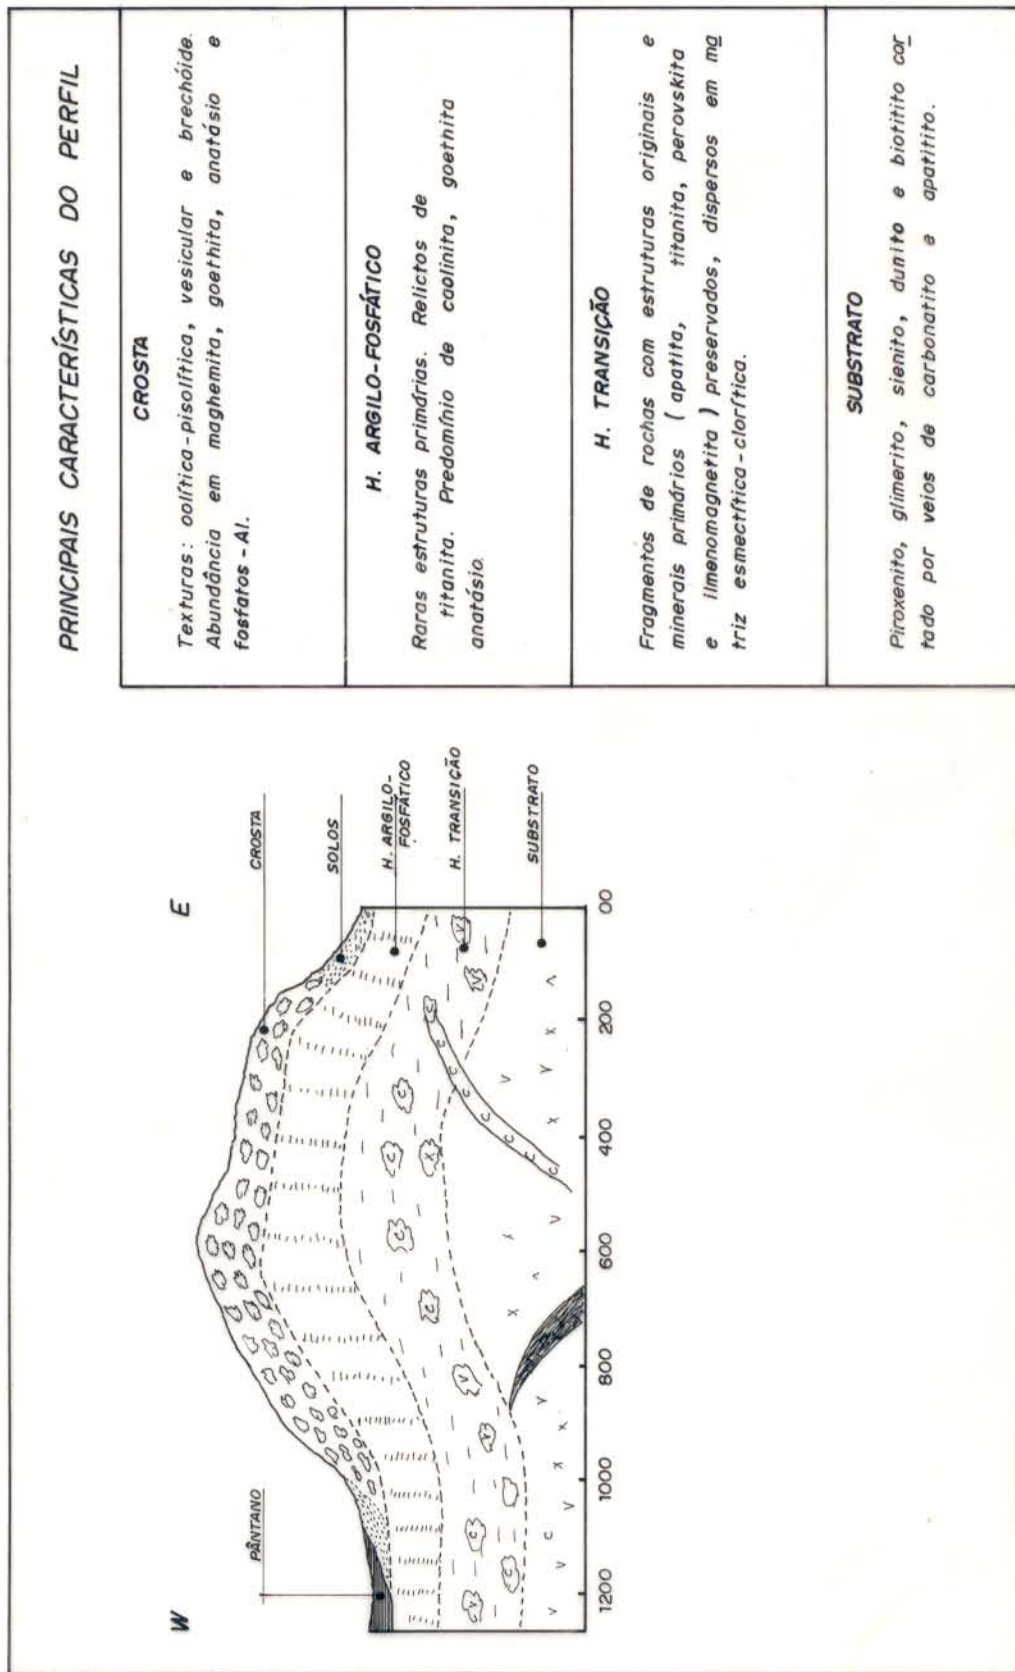 W
E
PÂNTANO
CROSTA
SOLOS
H. ARGILO-
FOSFÁTICO
H. TRANSIÇÃO
SUBSTRATO
1200
1000
800
600
400
200
00
PRINCIPAIS CARACTERÍSTICAS DO PERFIL
CROSTA
Texturas: oolítica-pisolítica, vesicular e brechóide.
Abundância em maghemita, goethita, anatásio e
fosfatos - Al.
H. ARGILO-FOSFÁTICO
Raras estruturas primárias. Relictos de
titanita. Predomínio de caolinita, goethita
anatásio.
H. TRANSIÇÃO
Fragmentos de rochas com estruturas originais e
minerais primários ( apatita, titanita, perovskita
e ilmenomagnetita ) preservados, dispersos em ma
triz esmectítica-clorítica.
SUBSTRATO
Piroxenito, glimerito, sienito, dunito e biotitito cor
tado por veios de carbonatito e apatitito.